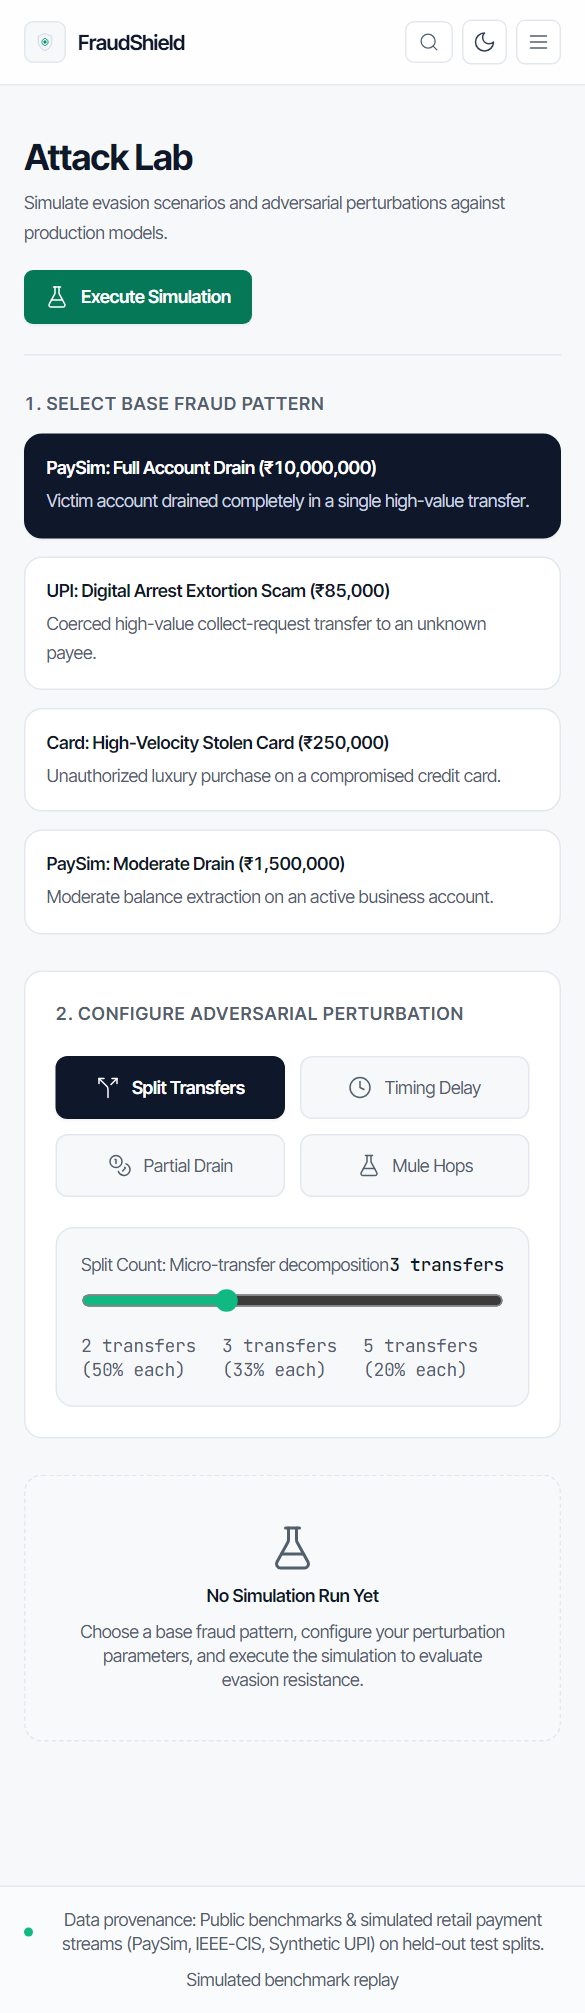 FraudShield
Attack Lab
Simulate evasion scenarios and adversarial perturbations against
production models.
Execute Simulation
1. SELECT BASE FRAUD PATTERN
PaySim: Full Account Drain (₹10,000,000)
Victim account drained completely in a single high-value transfer.
UPI: Digital Arrest Extortion Scam (₹85,000)
Coerced high-value collect-request transfer to an unknown
payee.
Card: High-Velocity Stolen Card (₹250,000)
Unauthorized luxury purchase on a compromised credit card.
PaySim: Moderate Drain (₹1,500,000)
Moderate balance extraction on an active business account.
2. CONFIGURE ADVERSARIAL PERTURBATION
Split Transfers
Timing Delay
Partial Drain
Mule Hops
Split Count: Micro-transfer decomposition 3 transfers
2 transfers 3 transfers 5 transfers
(50% each) (33% each) (20% each)
No Simulation Run Yet
Choose a base fraud pattern, configure your perturbation
parameters, and execute the simulation to evaluate
evasion resistance.
Data provenance: Public benchmarks & simulated retail payment
streams (PaySim, IEEE-CIS, Synthetic UPI) on held-out test splits.
Simulated benchmark replay